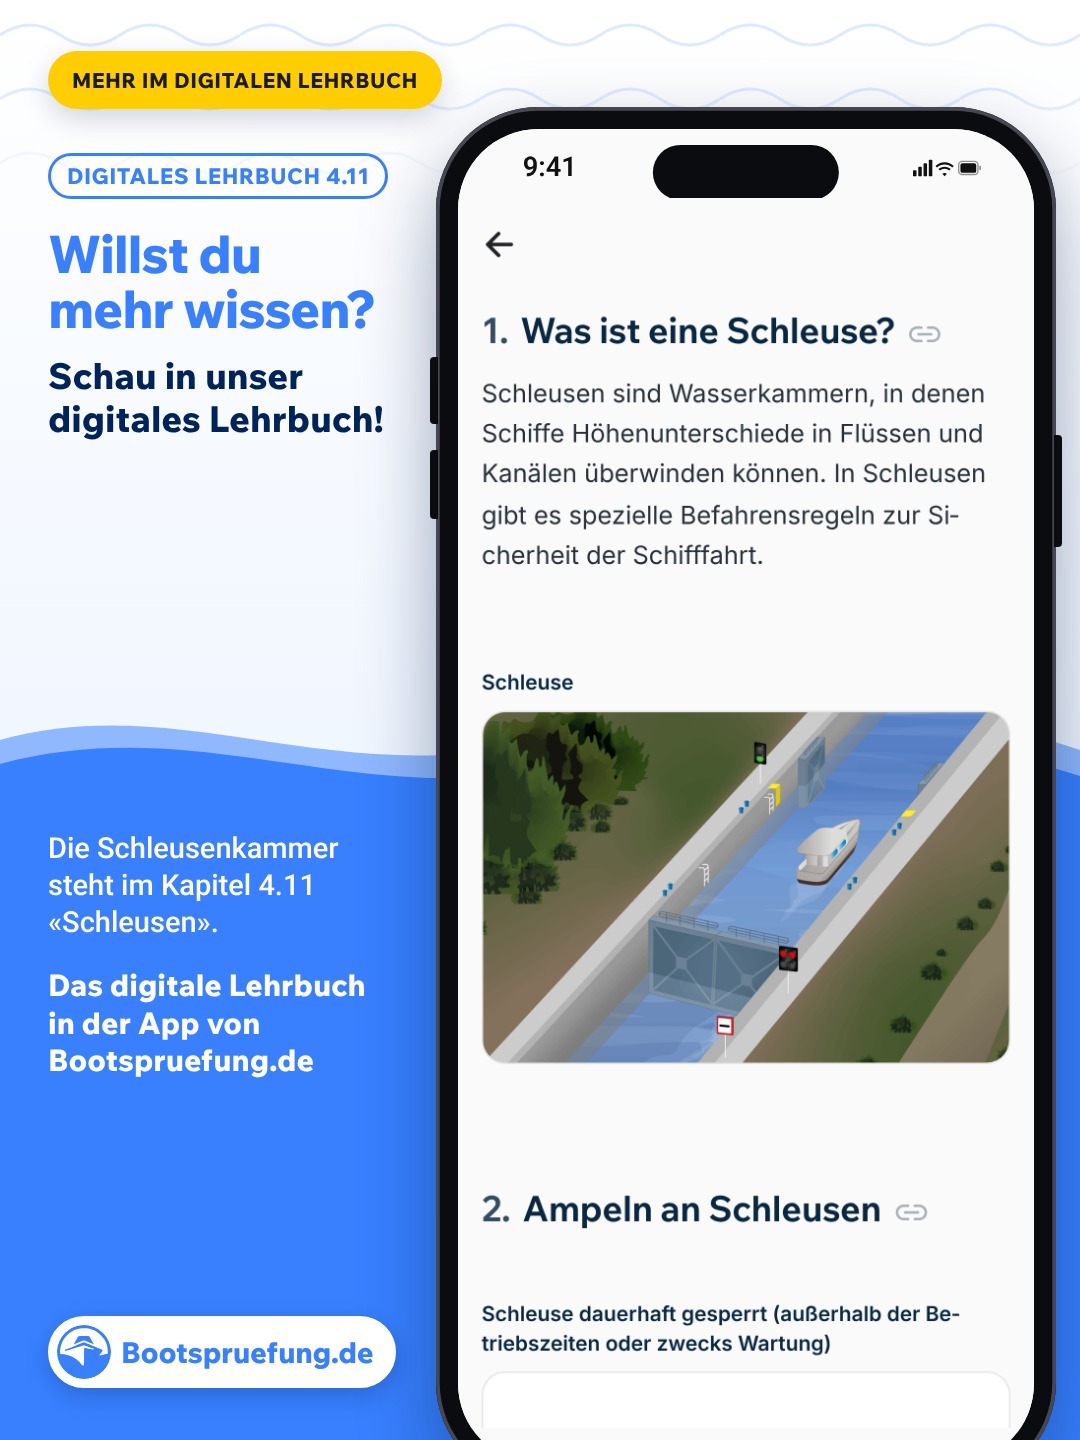 MEHR IM DIGITALEN LEHRBUCH
DIGITALES LEHRBUCH 4.11
Willst du
mehr wissen?
Schau in unser
digitales Lehrbuch!
Die Schleusenkammer
steht im Kapitel 4.11
«Schleusen».
Das digitale Lehrbuch
in der App von
Bootspruefung.de
Bootspruefung.de
9:41
1. Was ist eine Schleuse?
Schleusen sind Wasserkammern, in denen
Schiffe Höhenunterschiede in Flüssen und
Kanälen überwinden können. In Schleusen
gibt es spezielle Befahrensregeln zur Si-
cherheit der Schifffahrt.
Schleuse
2. Ampeln an Schleusen
Schleuse dauerhaft gesperrt (außerhalb der Be-
triebszeiten oder zwecks Wartung)